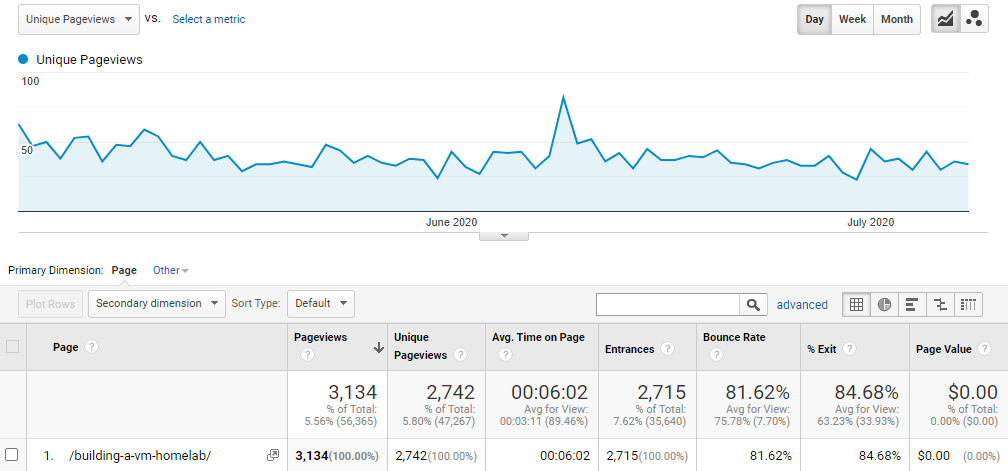 Unique Pageviews VS. Select a metric Day Week Month
Unique Pageviews
100
50
June 2020 July 2020
Primary Dimension: Page Other
Plot Rows Secondary dimension Sort Type: Default advanced
Page ? Pageviews ? Unique Pageviews ? Avg. Time on Page ? Entrances ? Bounce Rate ? % Exit ? Page Value ?
3,134 2,742 00:06:02 2,715 81.62% 84.68% $0.00
% of Total: % of Total: Avg for View: % of Total: Avg for View: Avg for View: % of Total:
5.56% (56,365) 5.80% (47,267) 00:03:11 (89.46%) 7.62% (35,640) 75.78% (7.70%) 63.23% (33.93%) 0.00% ($0.00)
1. /building-a-vm-homelab/ 3,134(100.00%) 2,742(100.00%) 00:06:02 2,715(100.00%) 81.62% 84.68% $0.00 (0.00%)